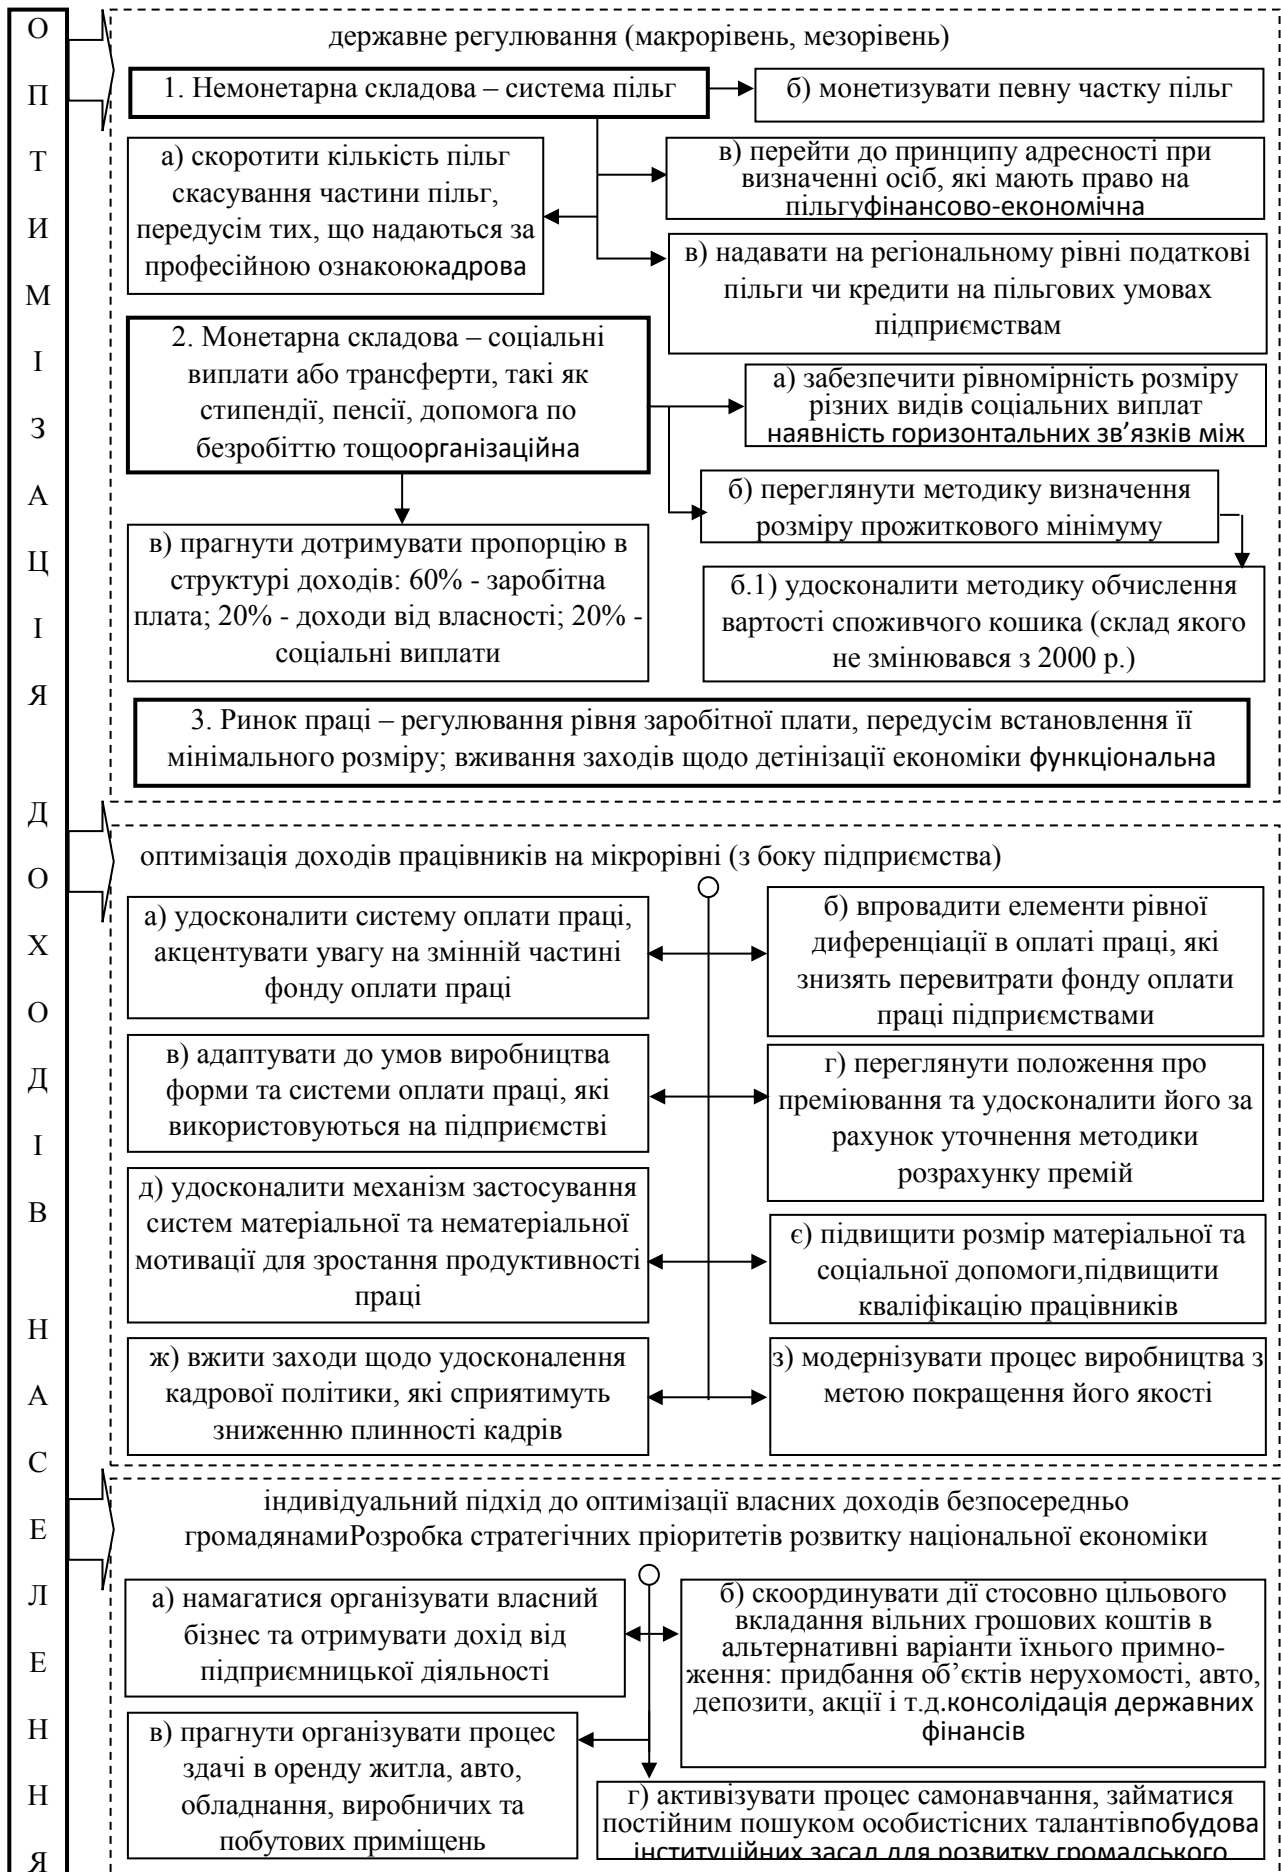 ОПТИМІЗАЦІЯ ДОХОДІВ НАСЕЛЕННЯ
державне регулювання (макрорівень, мезорівень)
1. Немонетарна складова – система пільг
б) монетизувати певну частку пільг
а) скоротити кількість пільг
скасування частини пільг,
передусім тих, що надаються за
професійною ознакоюкадрова
в) перейти до принципу адресності при
визначенні осіб, які мають право на
пільгуфінансово-економічна
в) надавати на регіональному рівні податкові
пільги чи кредити на пільгових умовах
підприємствам
2. Монетарна складова – соціальні
виплати або трансферти, такі як
стипендії, пенсії, допомога по
безробіттю тощоорганізаційна
а) забезпечити рівномірність розміру
різних видів соціальних виплат
наявність горизонтальних зв’язків між
б) переглянути методику визначення
розміру прожиткового мінімуму
в) прагнути дотримувати пропорцію в
структурі доходів: 60% - заробітна
плата; 20% - доходи від власності; 20% -
соціальні виплати
б.1) удосконалити методику обчислення
вартості споживчого кошика (склад якого
не змінювався з 2000 р.)
3. Ринок праці – регулювання рівня заробітної плати, передусім встановлення її
мінімального розміру; вживання заходів щодо детінізації економіки функціональна
оптимізація доходів працівників на мікрорівні (з боку підприємства)
а) удосконалити систему оплати праці,
акцентувати увагу на змінній частині
фонду оплати праці
б) впровадити елементи рівної
диференціації в оплаті праці, які
знизять перевитрати фонду оплати
праці підприємствами
в) адаптувати до умов виробництва
форми та системи оплати праці, які
використовуються на підприємстві
г) переглянути положення про
преміювання та удосконалити його за
рахунок уточнення методики
розрахунку премій
д) удосконалити механізм застосування
систем матеріальної та нематеріальної
мотивації для зростання продуктивності
праці
є) підвищити розмір матеріальної та
соціальної допомоги,підвищити
кваліфікацію працівників
ж) вжити заходи щодо удосконалення
кадрової політики, які сприятимуть
зниженню плинності кадрів
з) модернізувати процес виробництва з
метою покращення його якості
індивідуальний підхід до оптимізації власних доходів безпосередньо
громадянамиРозробка стратегічних пріоритетів розвитку національної економіки
а) намагатися організувати власний
бізнес та отримувати дохід від
підприємницької діяльності
б) скоординувати дії стосовно цільового
вкладання вільних грошових коштів в
альтернативні варіанти їхнього примно-
ження: придбання об’єктів нерухомості, авто,
депозити, акції і т.д.консолідація державних
фінансів
в) прагнути організувати процес
здачі в оренду житла, авто,
обладнання, виробничих та
побутових приміщень
г) активізувати процес самонавчання, займатися
постійним пошуком особистісних талантівпобудова
інституційних засад для розвитку громадського